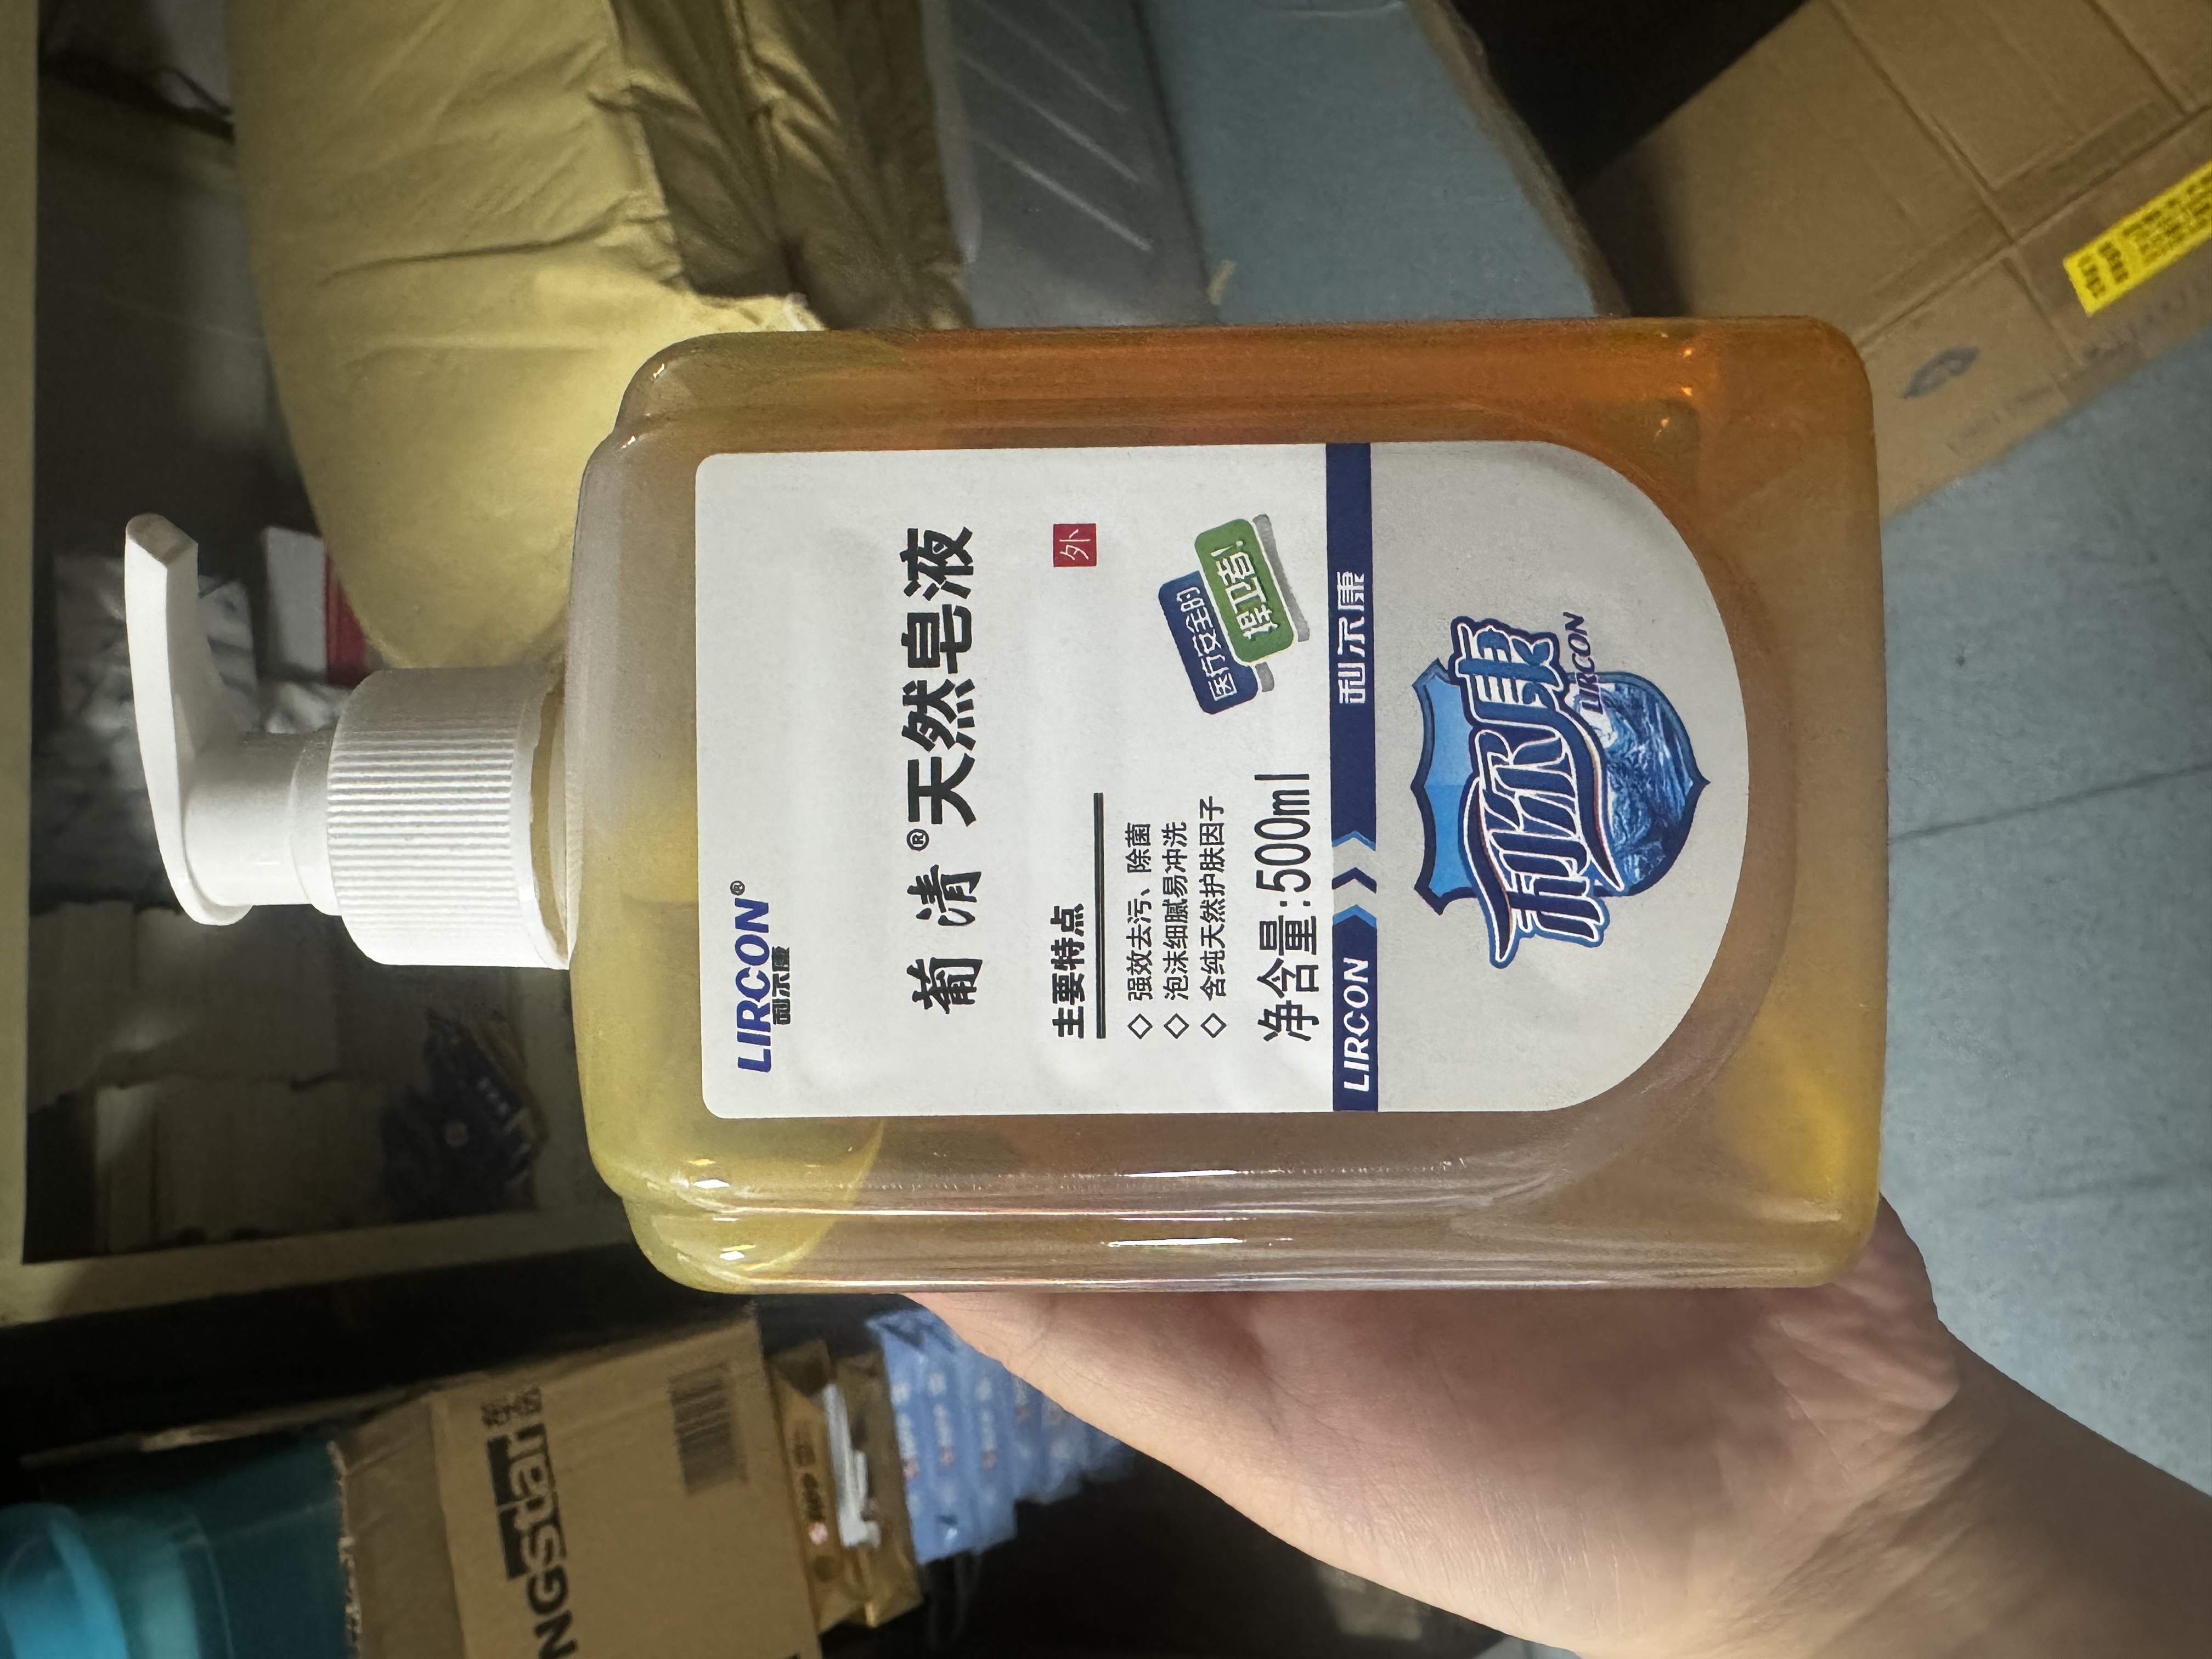 LIRCON®
利尔康
葡清®天然皂液
主要特点
外
◇ 强效去污、除菌
◇ 泡沫细腻易冲洗
◇ 含纯天然护肤因子
医疗安全的
捍卫者!
净含量:500ml
LIRCON
利尔康
利尔康
LIRCON
NGstar